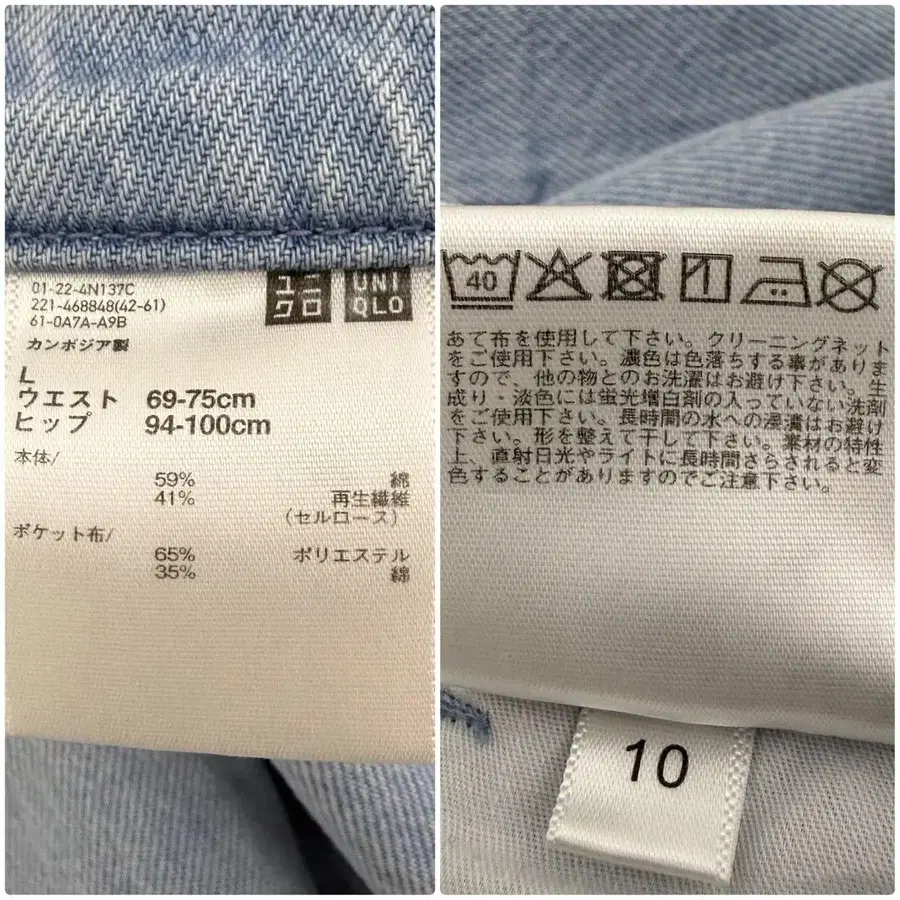 01-22-4N137C
221-468848(42-61)
61-0A7A-A9B
カンボジア製
ユニ
クロ
UNI
QLO
L
ウエスト 69-75cm
ヒップ 94-100cm
本体/
59% 綿
41% 再生繊維
(セルロース)
ポケット布/
65% ポリエステル
35% 綿
40
あて布を使用して下さい。クリーニングネット
をご使用下さい。濃色は色落ちする事がありま
すので、他の物とのお洗濯はお避け下さい。生
成り・淡色には蛍光増白剤の入っていない洗剤
をご使用下さい。長時間の水への浸漬はお避け
下さい。形を整えて干して下さい。素材の特性
上、直射日光やライトに長時間さらされると変
色することがありますのでご注意下さい。
10